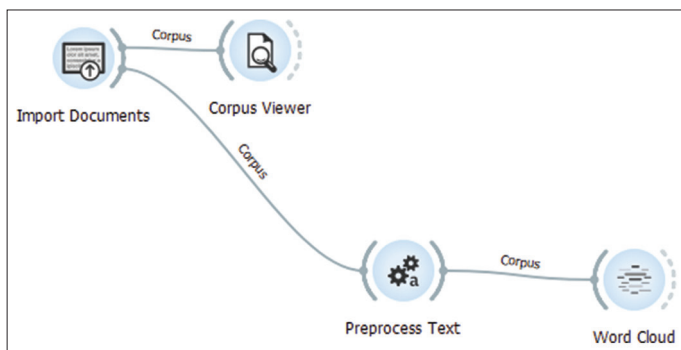 Corpus
Import Documents
Corpus Viewer
Corpus
Preprocess Text
a
Corpus
Word Cloud